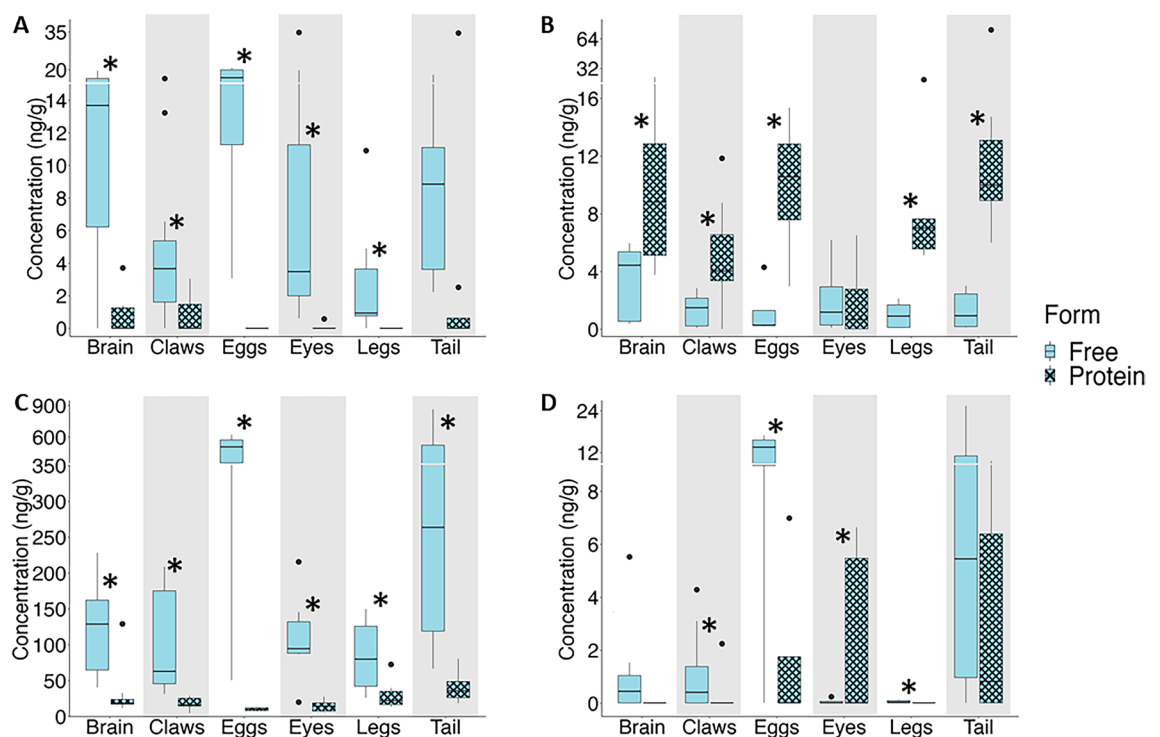 A
Concentration (ng/g)
35
20
14
12
10
8
6
4
2
0
* * * * *
Brain Claws Eggs Eyes Legs Tail
B
Concentration (ng/g)
64
32
16
12
8
4
0
* * * * *
Brain Claws Eggs Eyes Legs Tail
Form
Free
Protein
C
Concentration (ng/g)
900
600
350
300
250
200
150
100
50
0
* * * * * *
Brain Claws Eggs Eyes Legs Tail
D
Concentration (ng/g)
24
12
8
6
4
2
0
* * * *
Brain Claws Eggs Eyes Legs Tail